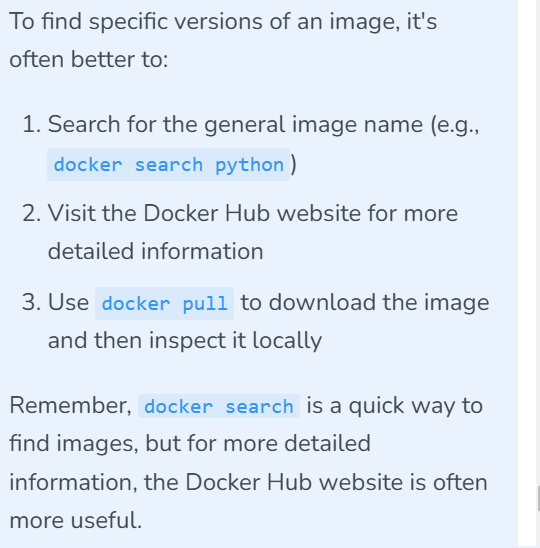 To find specific versions of an image, it's
often better to:
1. Search for the general image name (e.g.,
docker search python)
2. Visit the Docker Hub website for more
detailed information
3. Use docker pull to download the image
and then inspect it locally
Remember, docker search is a quick way to
find images, but for more detailed
information, the Docker Hub website is often
more useful.